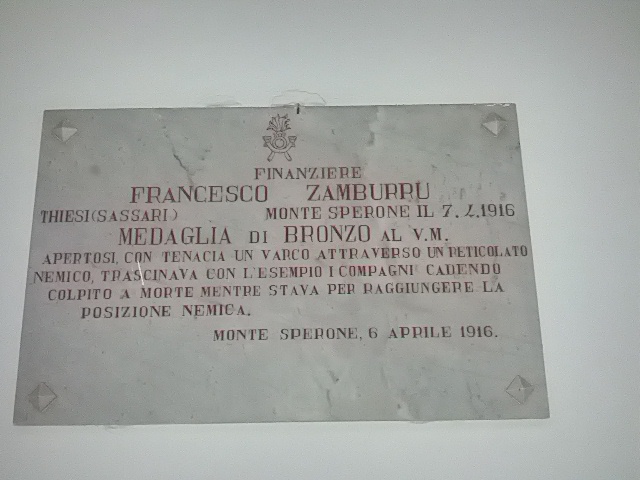 FINANZIERE
FRANCESCO ZAMBURRU
THIESI (SASSARI) MONTE SPERONE IL 7.4.1916
MEDAGLIA DI BRONZO AL V.M.
APERTOSI, CON TENACIA UN VARCO ATTRAVERSO UN RETICOLATO
NEMICO, TRASCINAVA CON L'ESEMPIO I COMPAGNI CADENDO
COLPITO A MORTE MENTRE STAVA PER RAGGIUNGERE LA
POSIZIONE NEMICA.
MONTE SPERONE, 6 APRILE 1916.